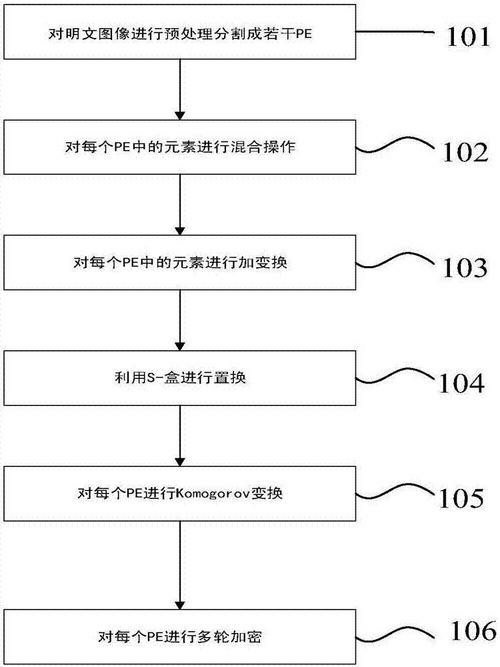 对明文图像进行预处理分割成若干PE
101
对每个PE中的元素进行混合操作
102
对每个PE中的元素进行加变换
103
利用S-盒进行置换
104
对每个PE进行Komogorov变换
105
对每个PE进行多轮加密
106